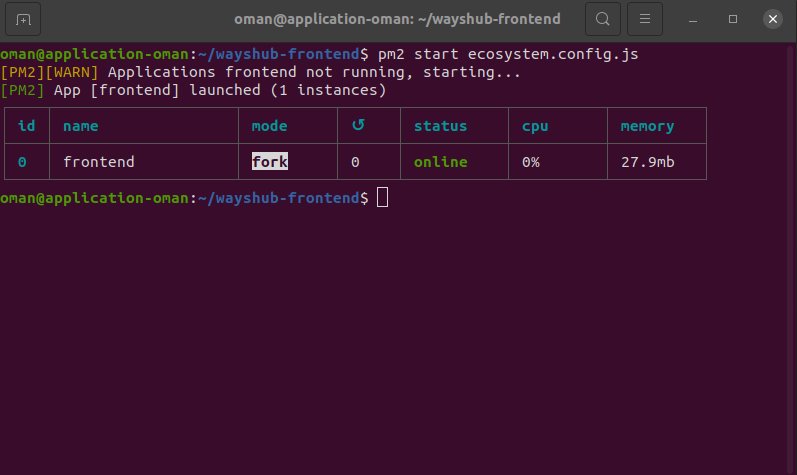 oman@application-oman: ~/wayshub-frontend
oman@application-oman:~/wayshub-frontend$ pm2 start ecosystem.config.js
[PM2][WARN] Applications frontend not running, starting...
[PM2] App [frontend] launched (1 instances)
id name mode ↺ status cpu memory
0 frontend fork 0 online 0% 27.9mb
oman@application-oman:~/wayshub-frontend$